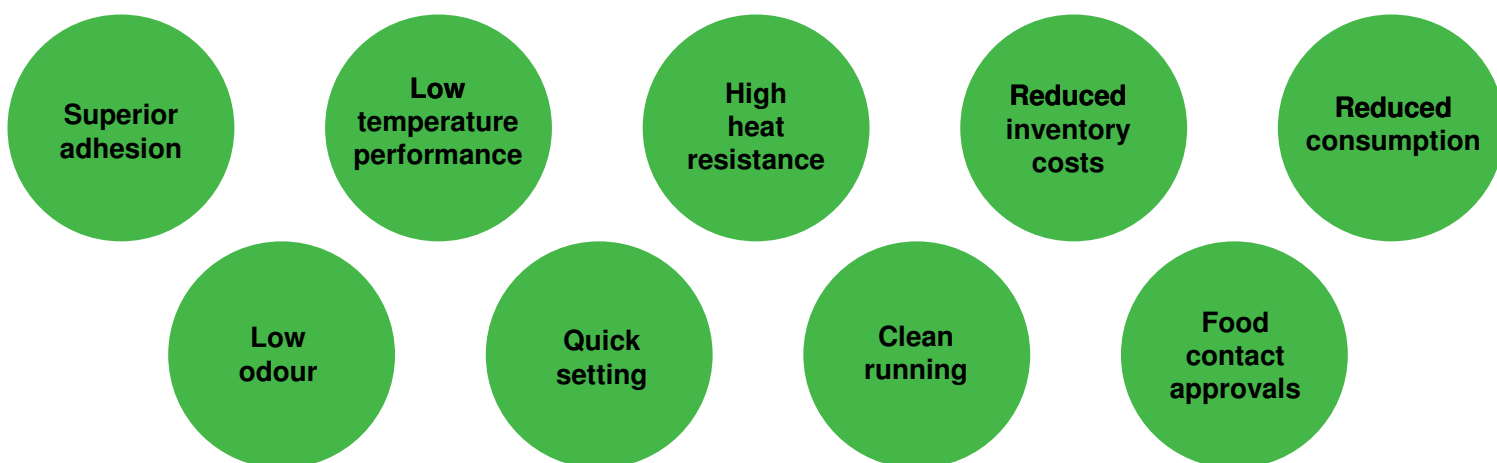 Superior
adhesion
Low
temperature
performance
High
heat
resistance
Reduced
inventory
costs
Reduced
consumption
Low
odour
Quick
setting
Clean
running
Food
contact
approvals